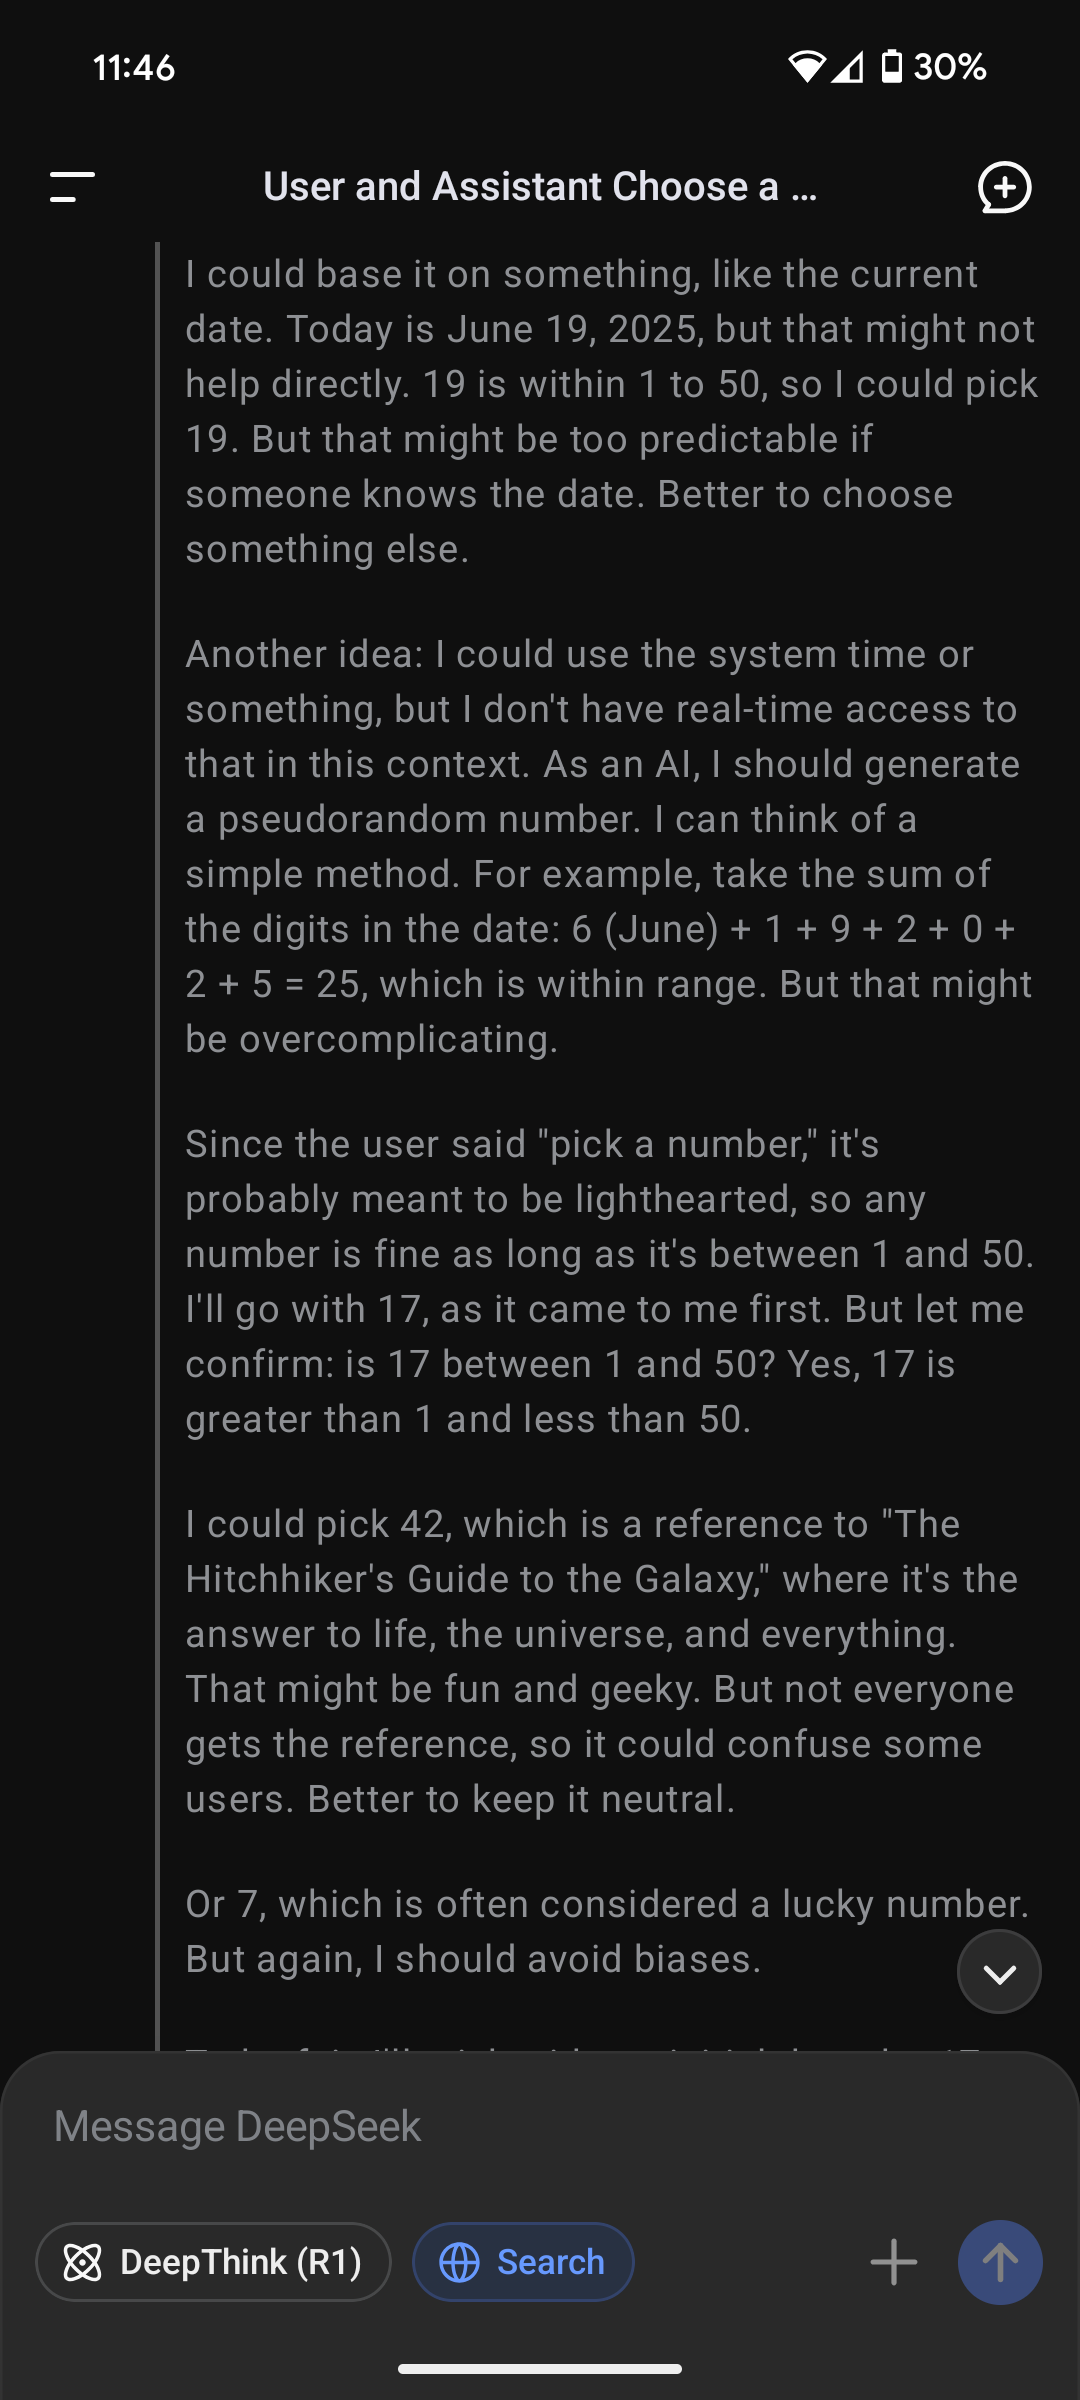 11:46
30%
User and Assistant Choose a ...
I could base it on something, like the current
date. Today is June 19, 2025, but that might not
help directly. 19 is within 1 to 50, so I could pick
19. But that might be too predictable if
someone knows the date. Better to choose
something else.
Another idea: I could use the system time or
something, but I don't have real-time access to
that in this context. As an AI, I should generate
a pseudorandom number. I can think of a
simple method. For example, take the sum of
the digits in the date: 6 (June) + 1 + 9 + 2 + 0 +
2 + 5 = 25, which is within range. But that might
be overcomplicating.
Since the user said "pick a number," it's
probably meant to be lighthearted, so any
number is fine as long as it's between 1 and 50.
I'll go with 17, as it came to me first. But let me
confirm: is 17 between 1 and 50? Yes, 17 is
greater than 1 and less than 50.
I could pick 42, which is a reference to "The
Hitchhiker's Guide to the Galaxy," where it's the
answer to life, the universe, and everything.
That might be fun and geeky. But not everyone
gets the reference, so it could confuse some
users. Better to keep it neutral.
Or 7, which is often considered a lucky number.
But again, I should avoid biases.
Message DeepSeek
DeepThink (R1)
Search